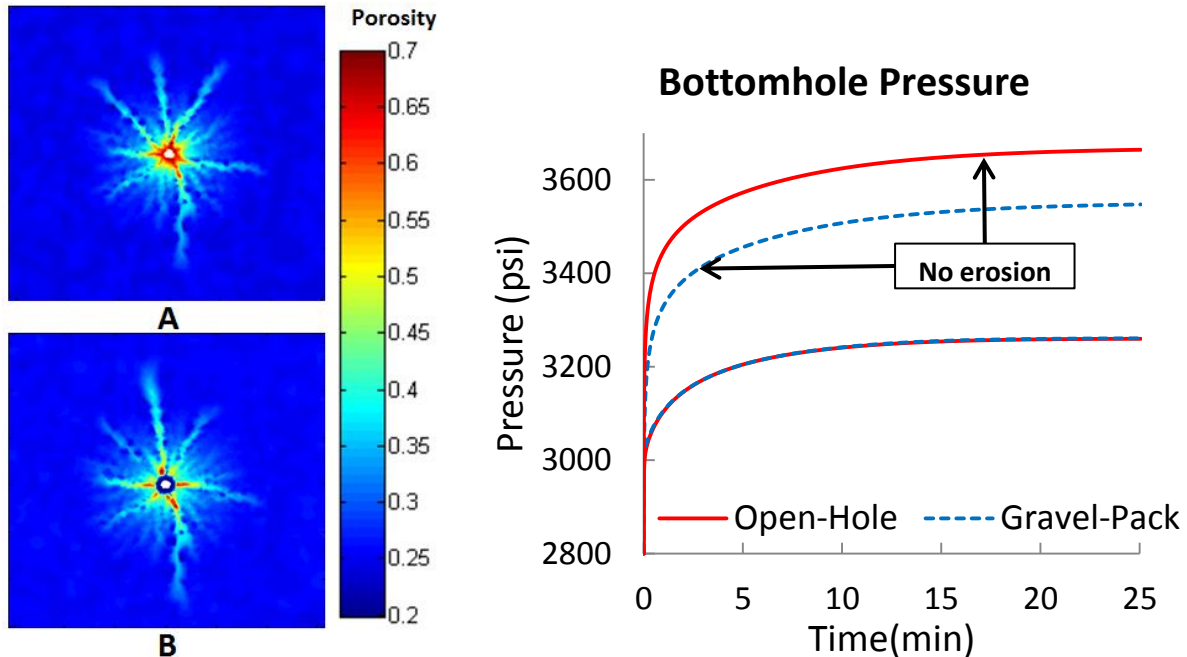 Porosity
0.7
0.65
0.6
0.55
0.5
0.45
0.4
0.35
0.3
0.25
0.2
A
B
Bottomhole Pressure
Pressure (psi)
3600
3400
3200
3000
2800
No erosion
Open-Hole
Gravel-Pack
0 5 10 15 20 25
Time(min)